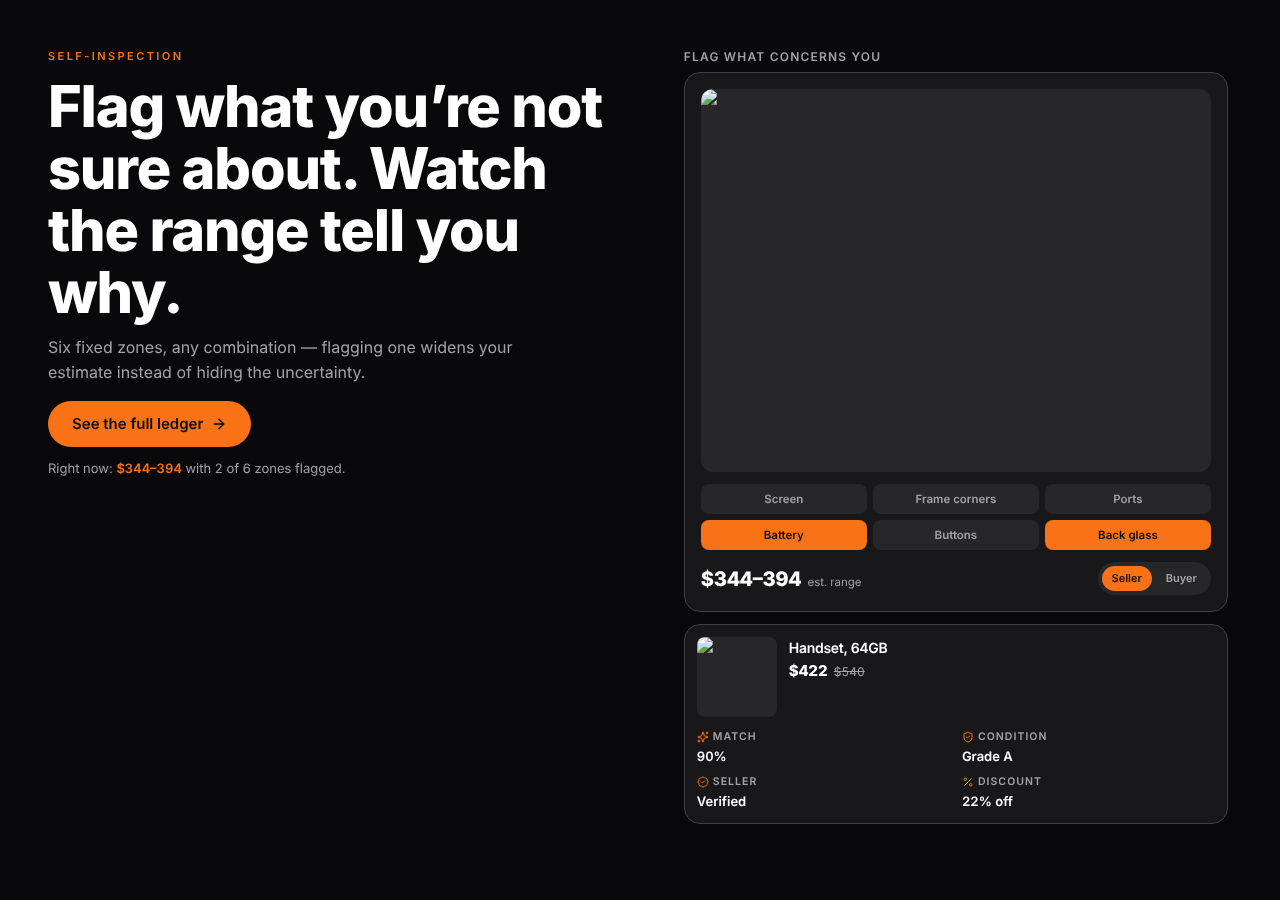 SELF-INSPECTION
Flag what you’re not
sure about. Watch
the range tell you
why.
Six fixed zones, any combination — flagging one widens your
estimate instead of hiding the uncertainty.
See the full ledger →
Right now: $344–394 with 2 of 6 zones flagged.
FLAG WHAT CONCERNS YOU
Screen
Frame corners
Ports
Battery
Buttons
Back glass
$344–394 est. range
Seller
Buyer
Handset, 64GB
$422 $540
MATCH
90%
CONDITION
Grade A
SELLER
Verified
DISCOUNT
22% off